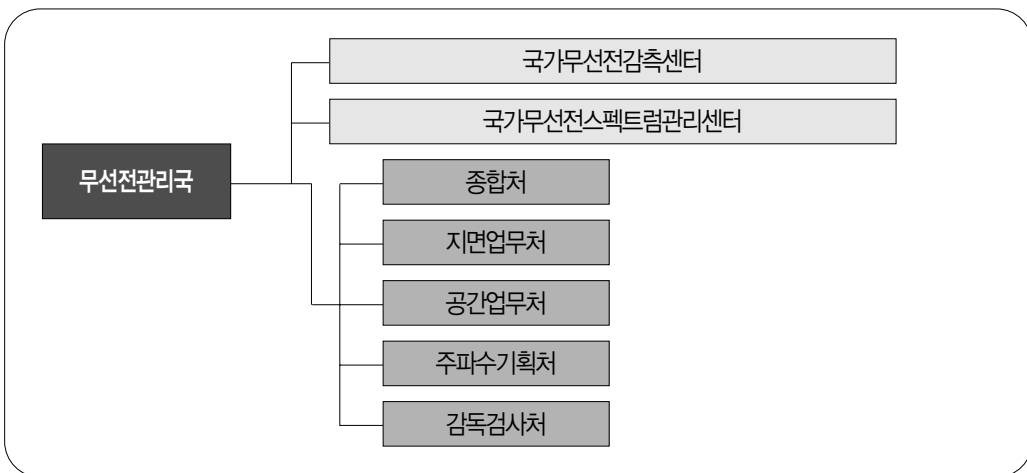 국가무선전감측센터
국가무선전스펙트럼관리센터
무선전관리국
종합처
지면업무처
공간업무처
주파수기획처
감독검사처